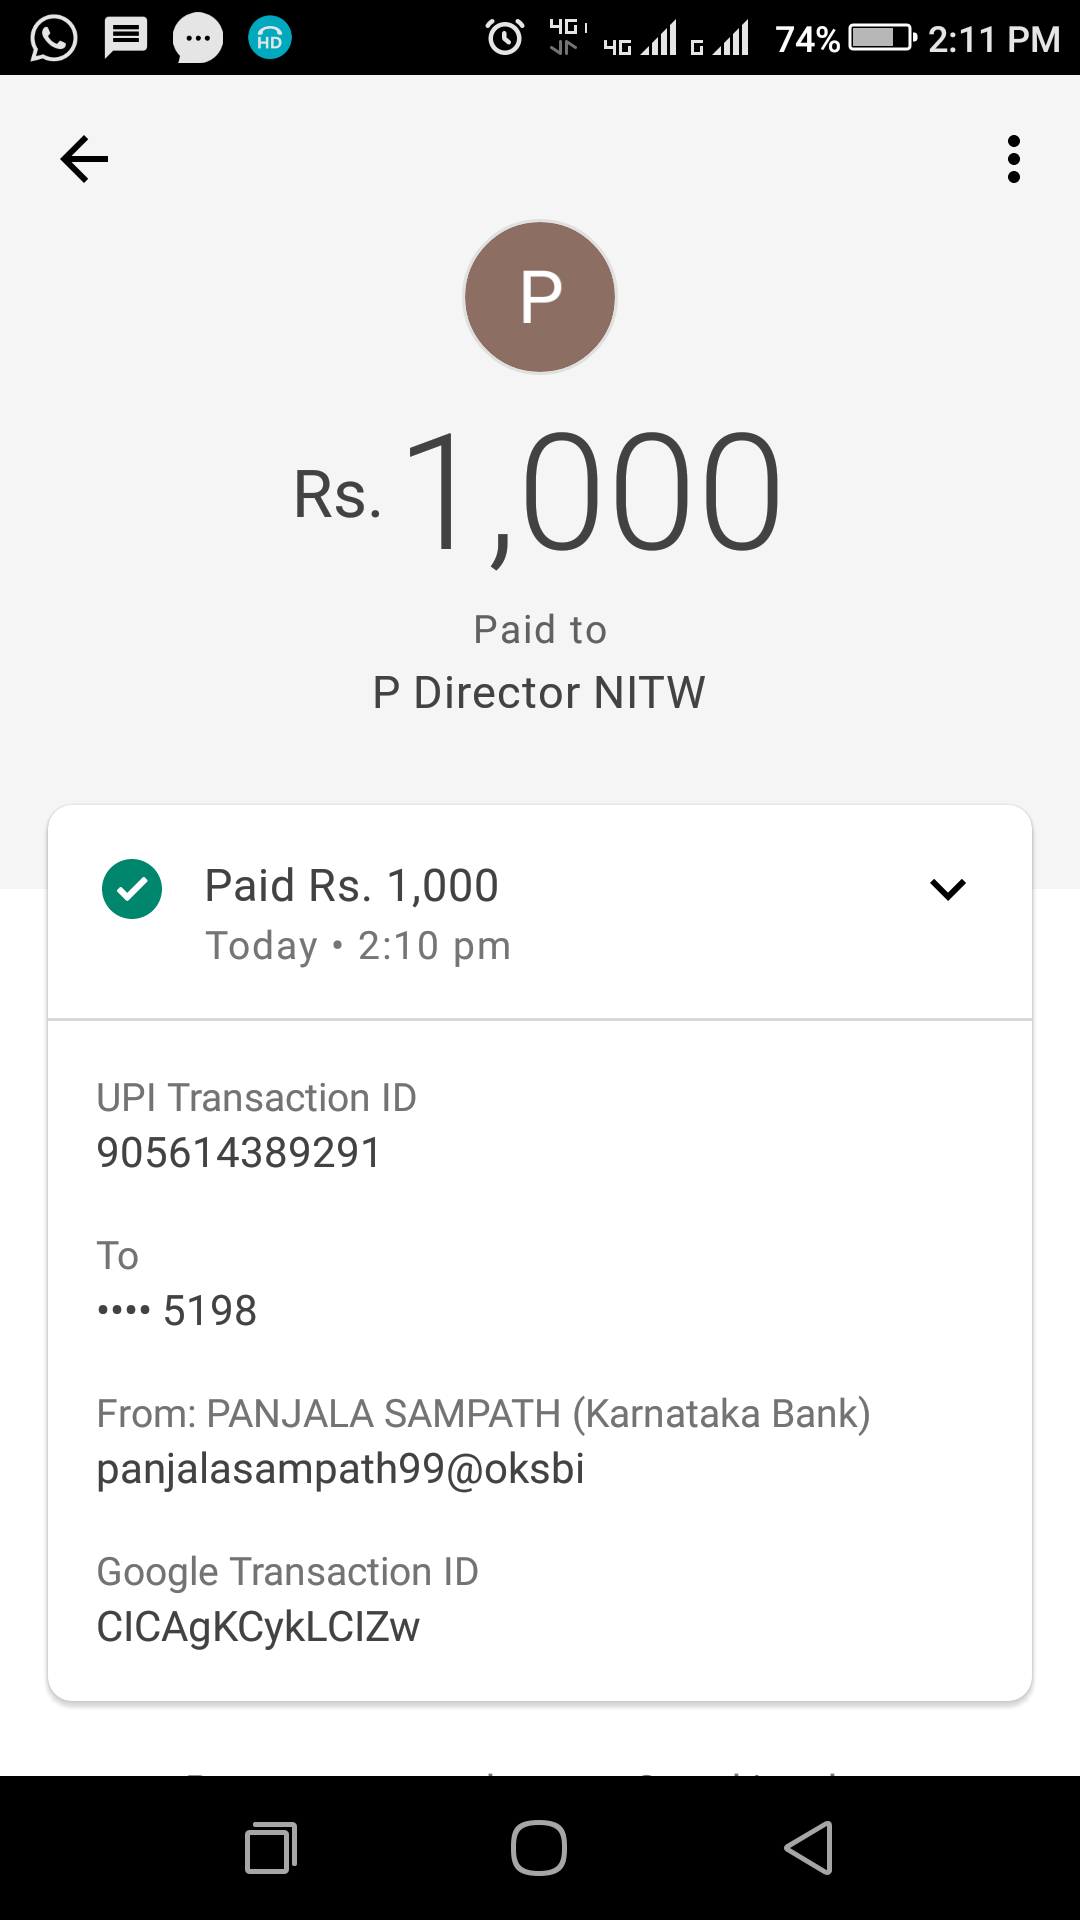 HD 4G 4G G 74% 2:11 PM
P
Rs. 1,000
Paid to
P Director NITW
Paid Rs. 1,000
Today • 2:10 pm
UPI Transaction ID
905614389291
To
•••• 5198
From: PANJALA SAMPATH (Karnataka Bank)
panjalasampath99@oksbi
Google Transaction ID
CICAgKCykLCIZw